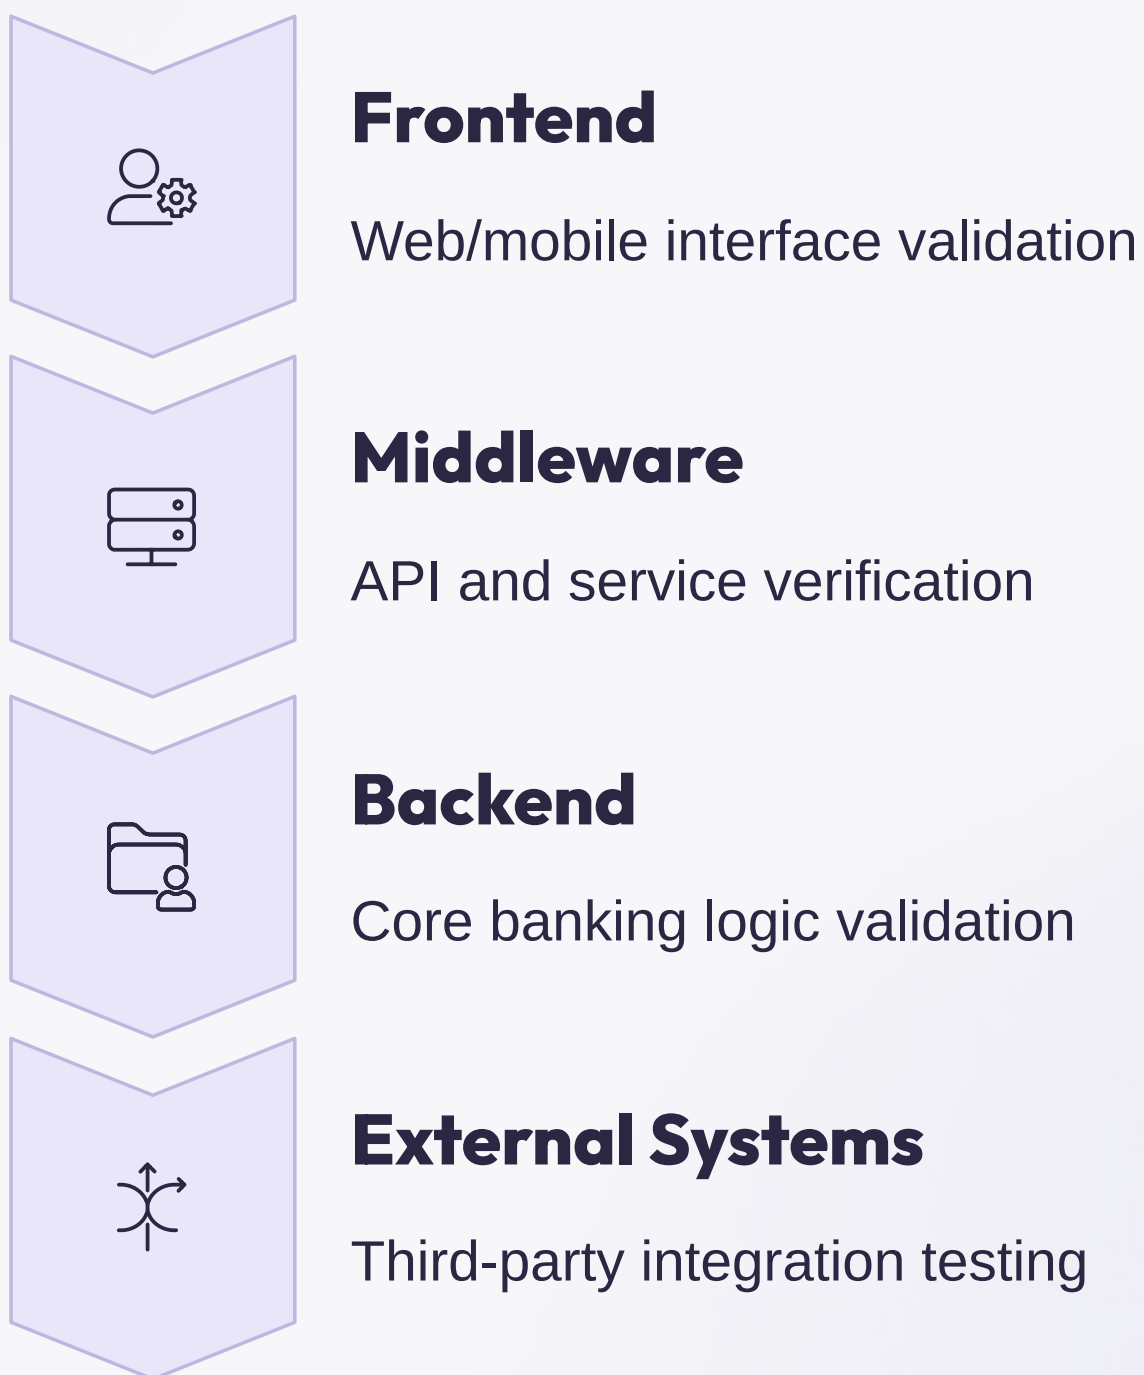 Frontend
Web/mobile interface validation
Middleware
API and service verification
Backend
Core banking logic validation
External Systems
Third-party integration testing